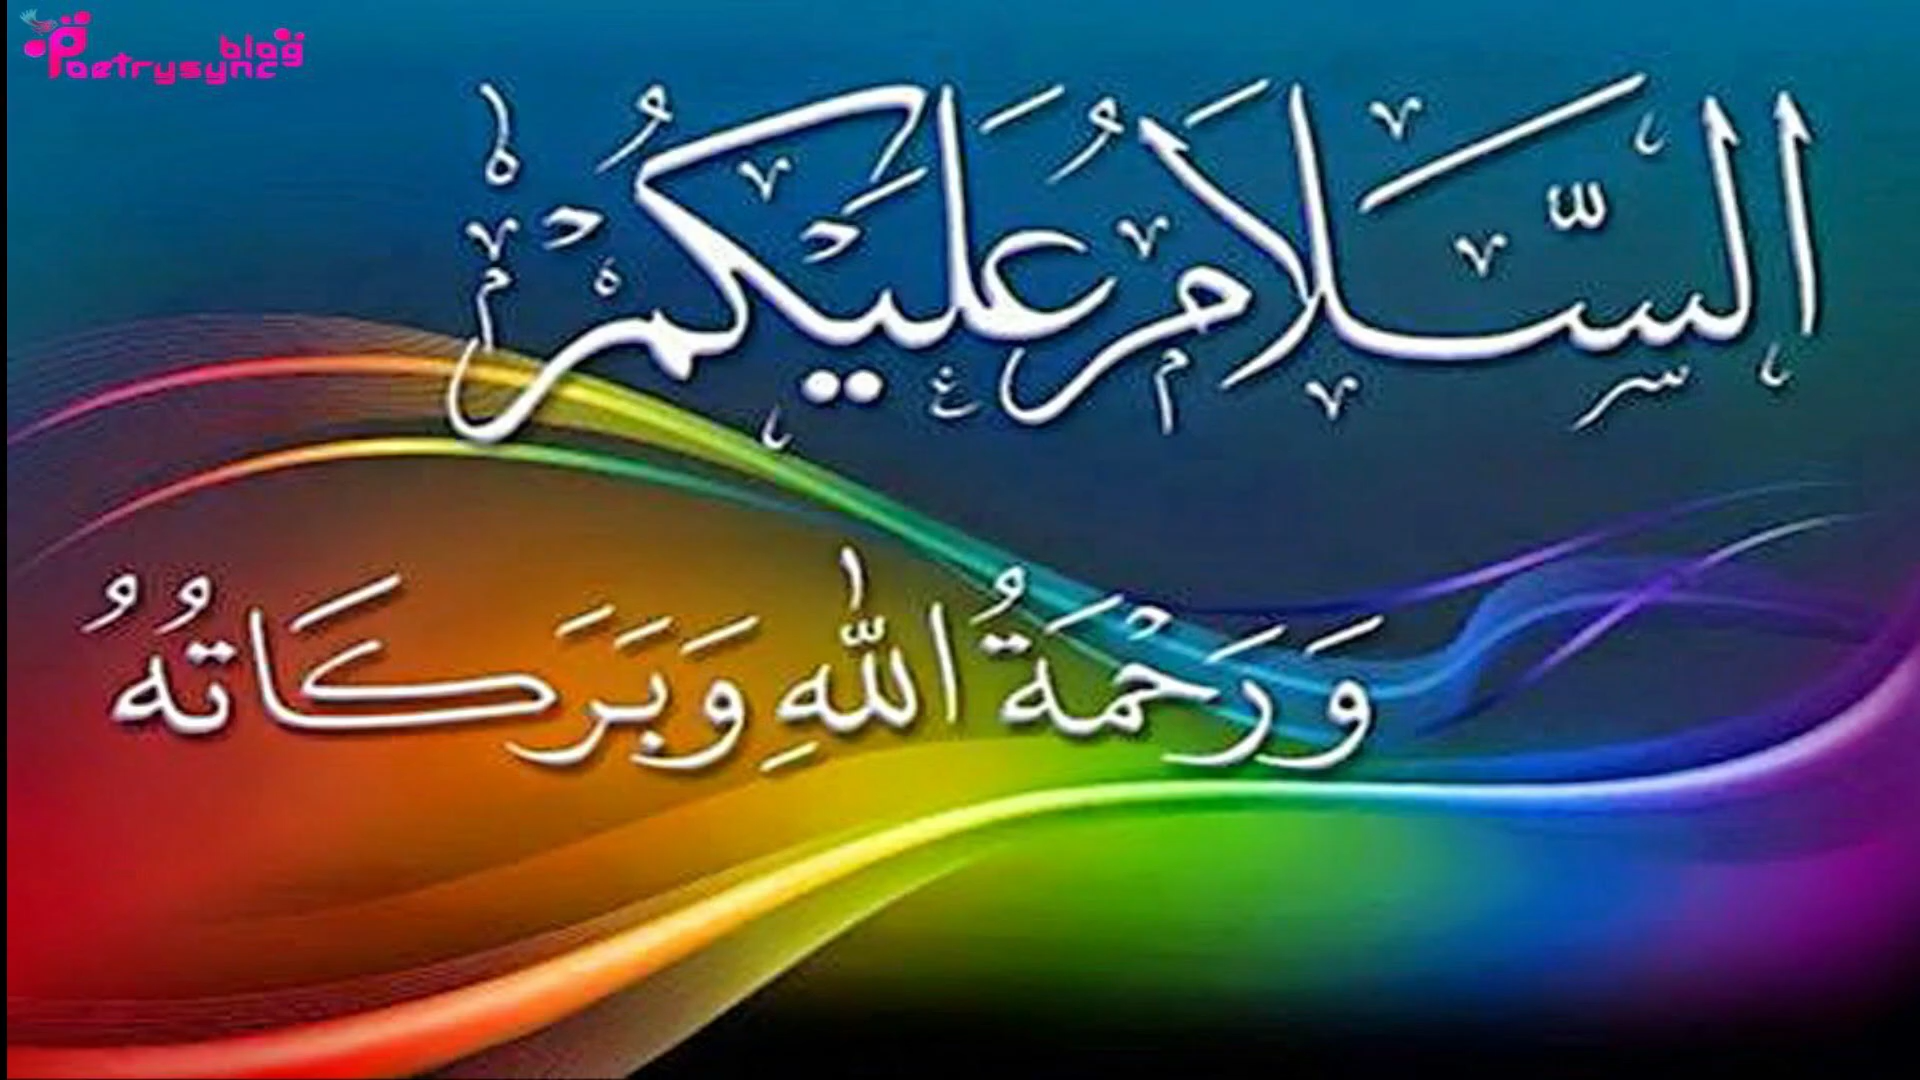 Poetrysync blog
السَّلَامُ عَلَيْكُمْ
وَرَحْمَةُ اللّٰهِ وَبَرَكَاتُهُ